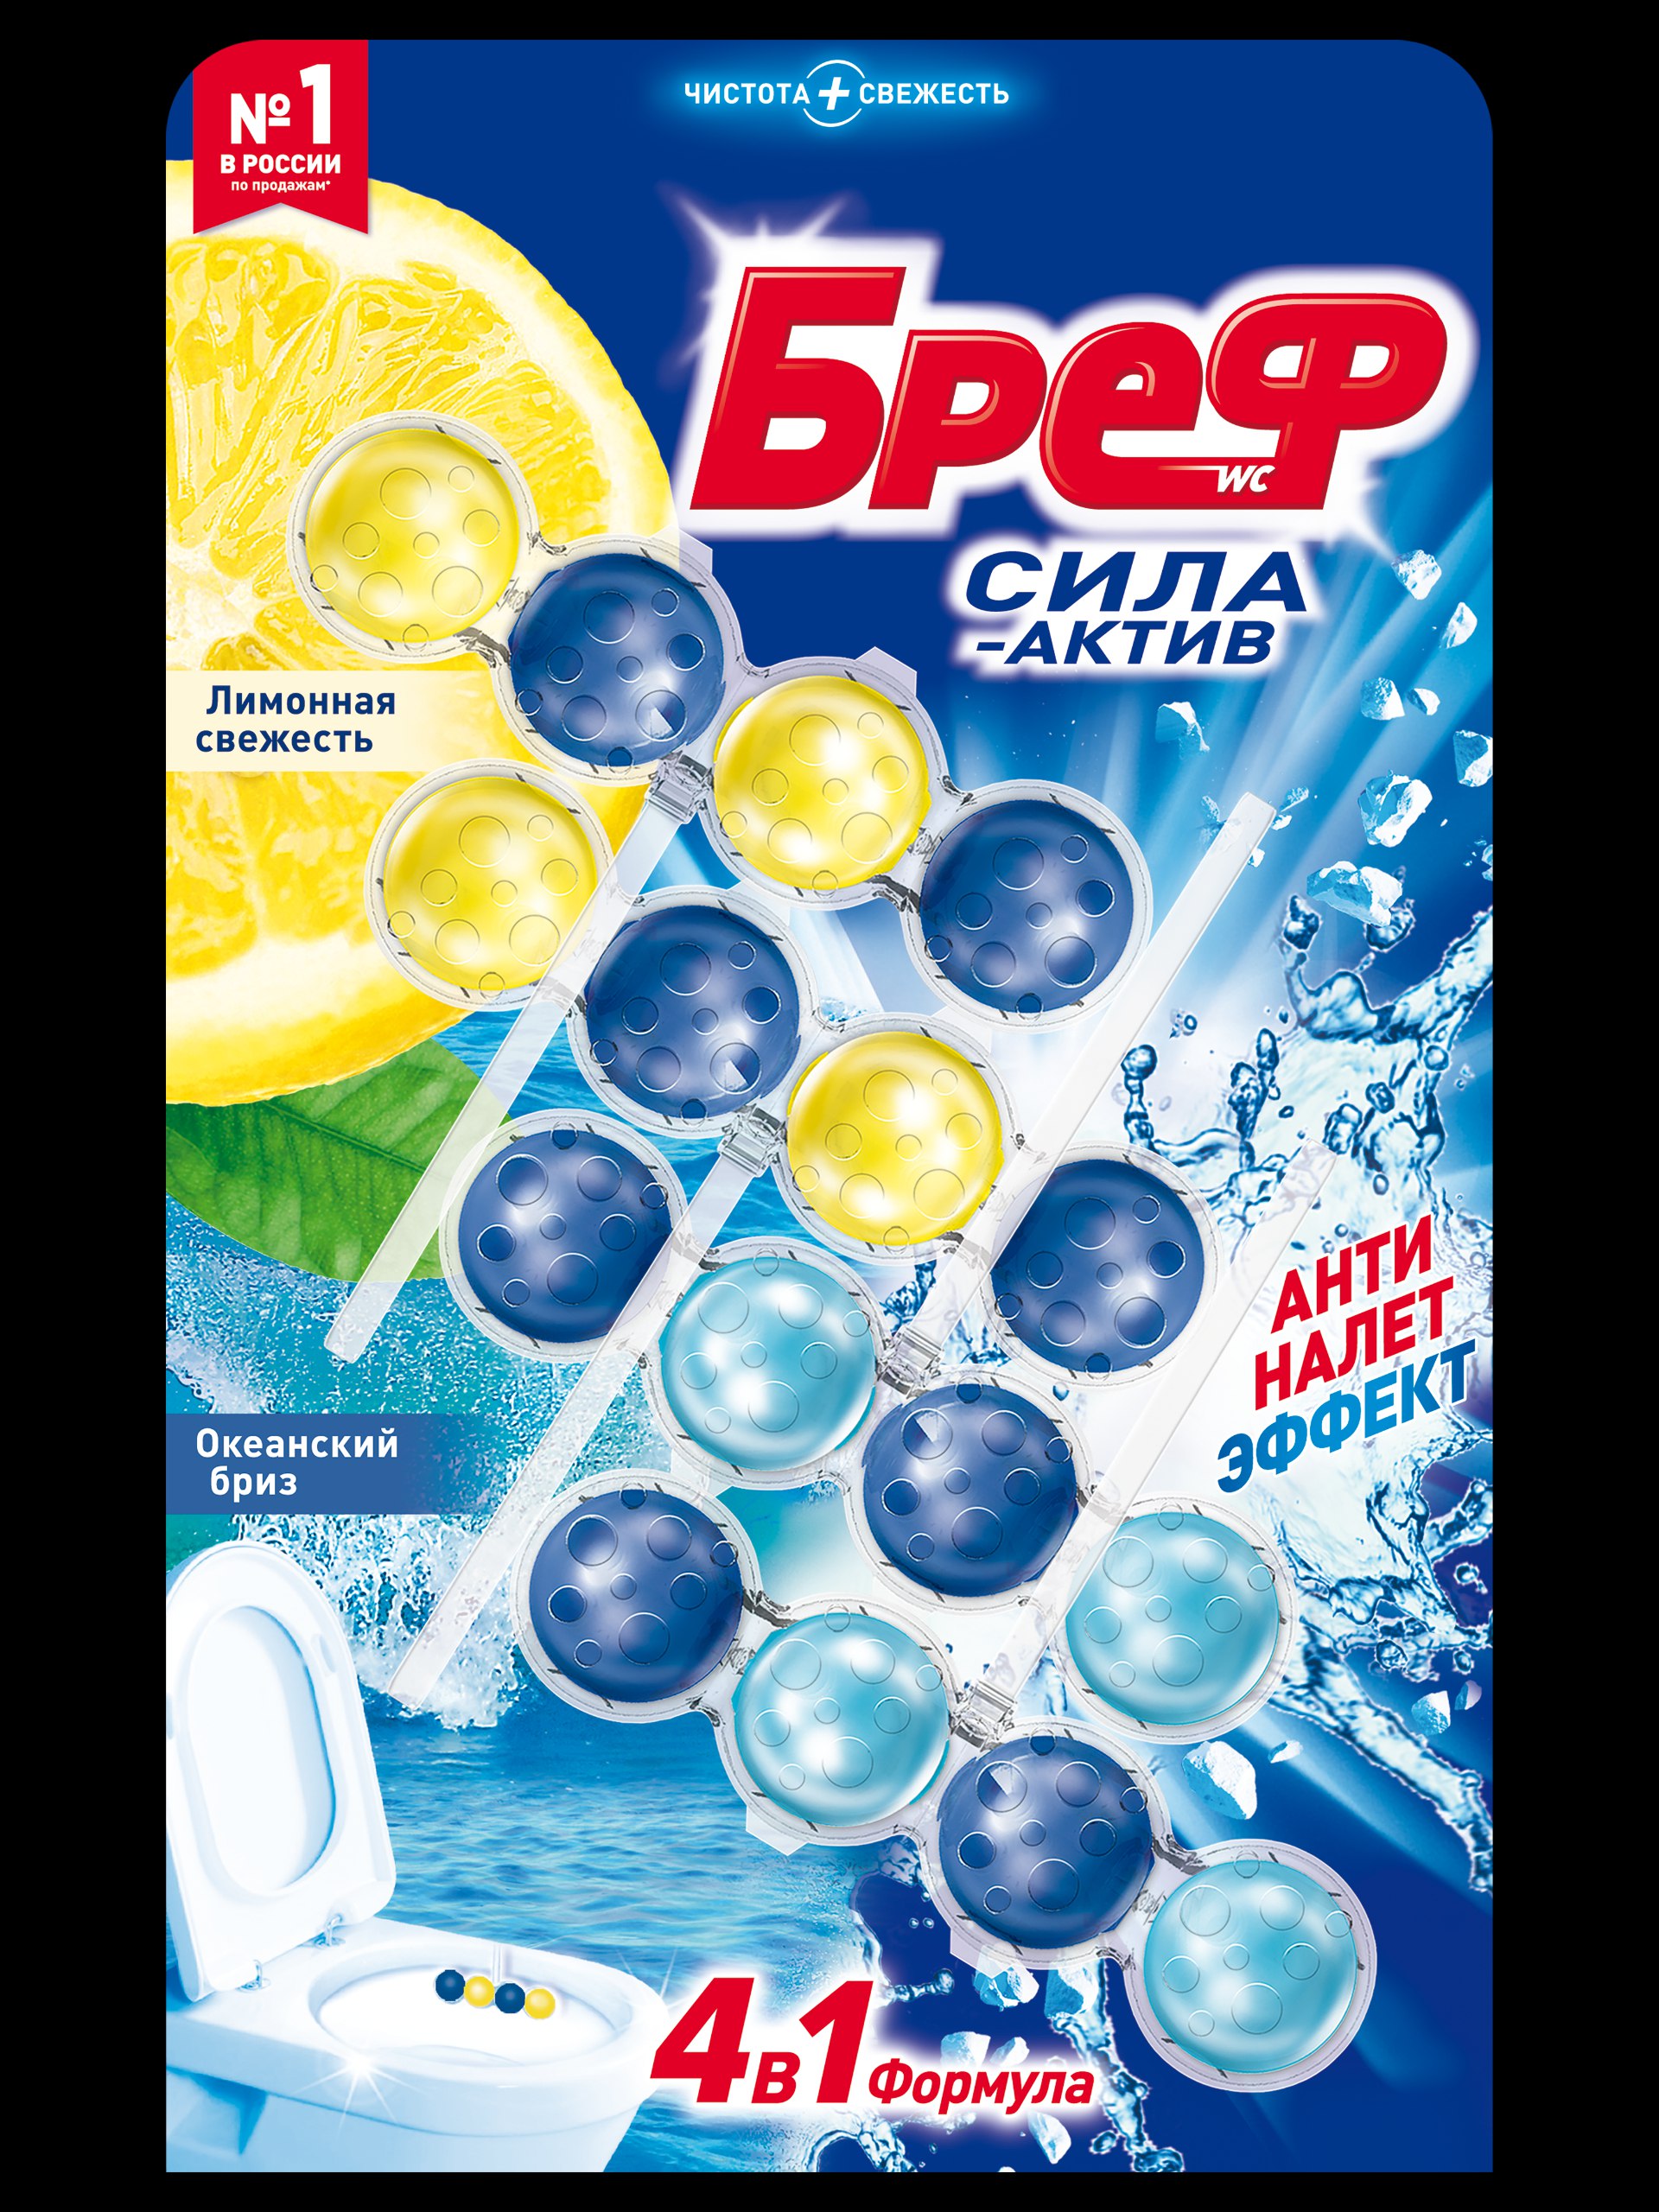 №1
В РОССИИ
по продажам*
ЧИСТОТА + СВЕЖЕСТЬ
БРеФ
WC
СИЛА
-АКТИВ
Лимонная
свежесть
АНТИ
НАЛЕТ
ЭФФЕКТ
Океанский
бриз
4в1 Формула